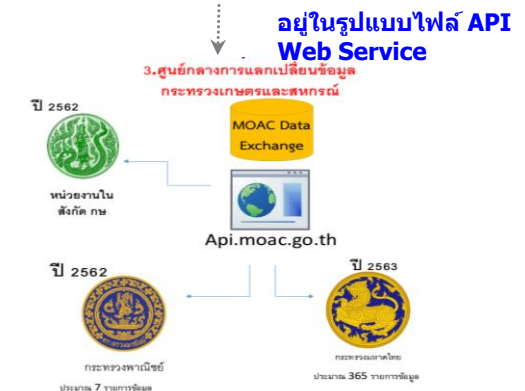 อยู่ในรูปแบบไฟล์ API
Web Service
3.ศูนย์กลางการแลกเปลี่ยนข้อมูล
กระทรวงเกษตรและสหกรณ์
ปี 2562
MOAC Data
Exchange
หน่วยงานใน
สังกัด กษ
Api.moac.go.th
ปี 2562
ปี 2563
กระทรวงพาณิชย์
ประมาณ 7 รายการข้อมูล
กระทรวงมหาดไทย
ประมาณ 365 รายการข้อมูล